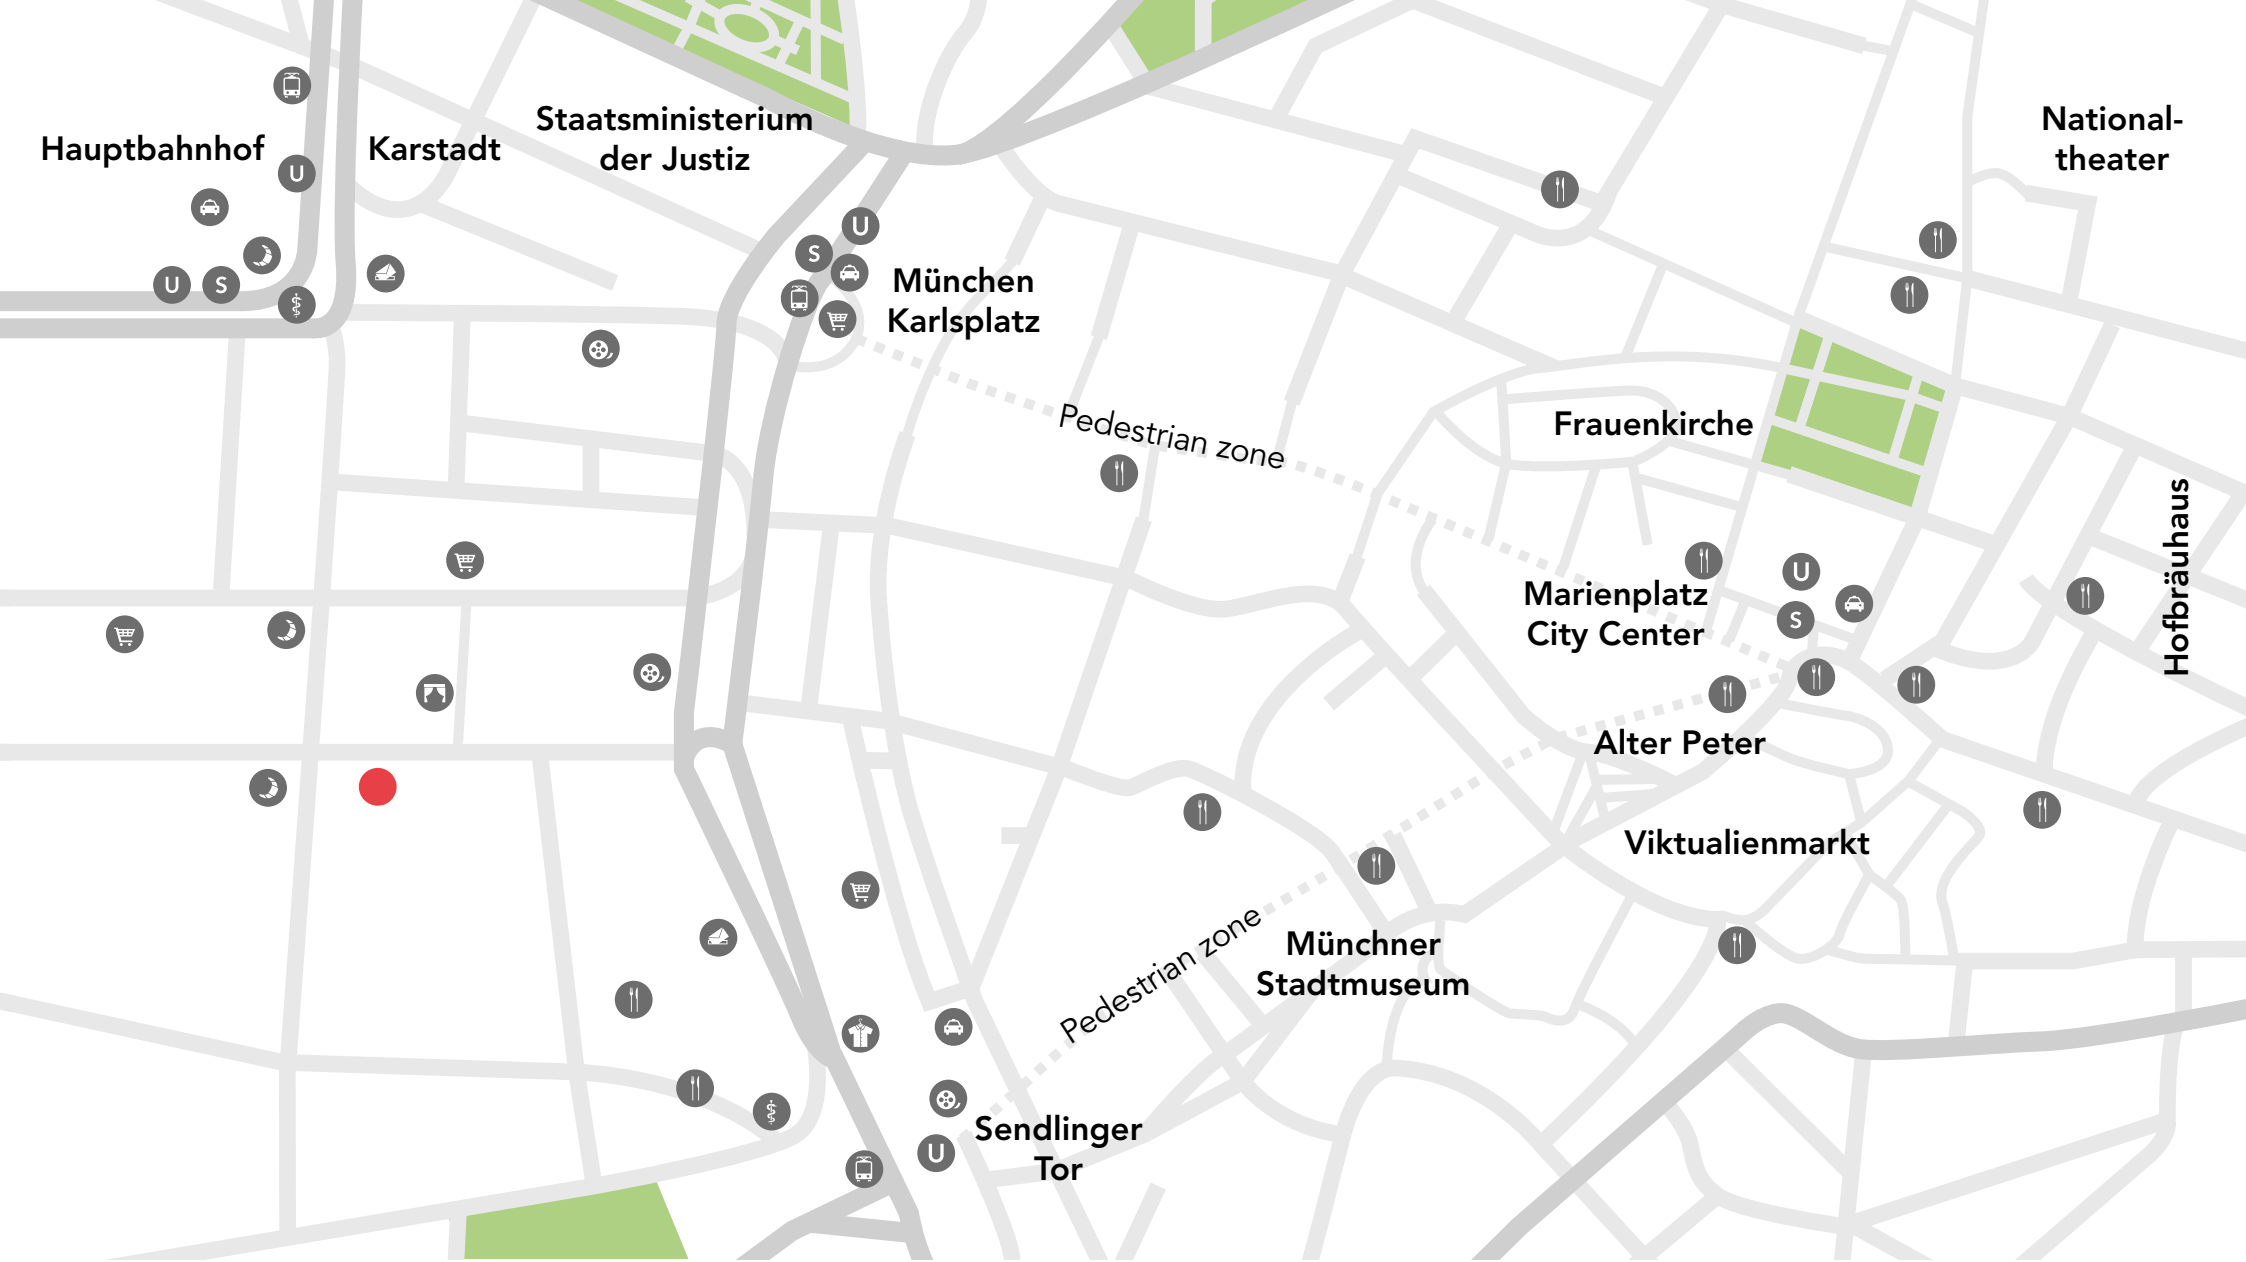 Hauptbahnhof
Karstadt
Staatsministerium
der Justiz
National-
theater
U
U
S
U
S
München
Karlsplatz
Pedestrian zone
Frauenkirche
Hofbräuhaus
Marienplatz
City Center
U
S
Alter Peter
Viktualienmarkt
Pedestrian zone
Münchner
Stadtmuseum
Sendlinger
Tor
U